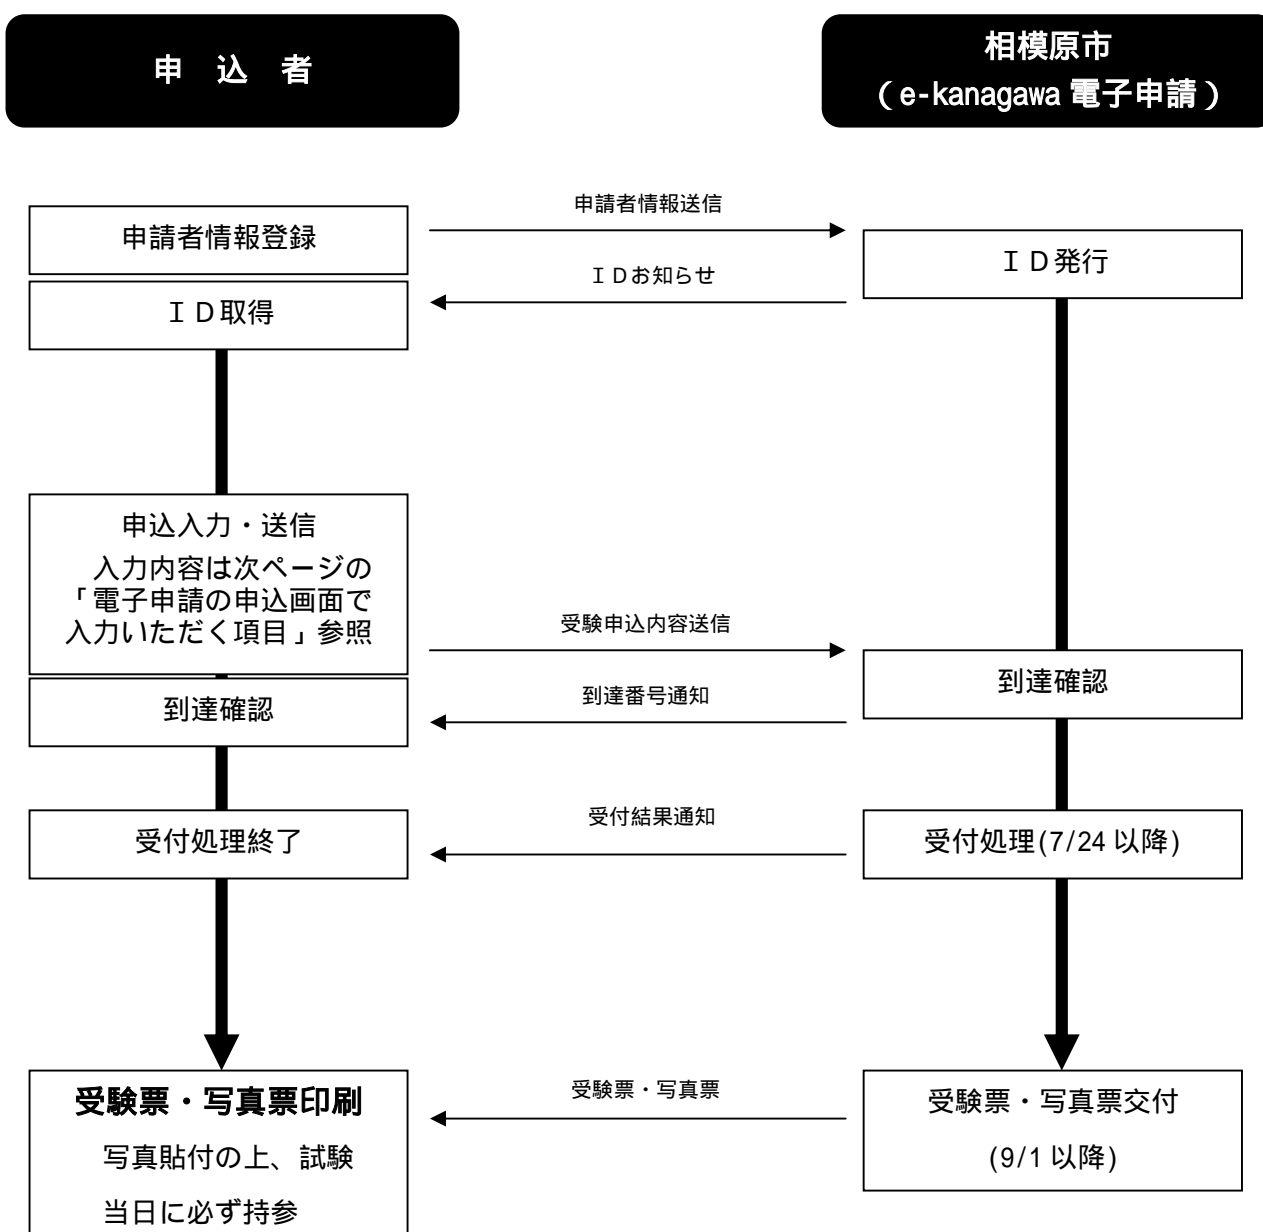 申 込 者
相模原市
（e-kanagawa 電子申請）
申請者情報登録
申請者情報送信
ＩＤ発行
ＩＤお知らせ
ＩＤ取得
申込入力・送信
入力内容は次ページの
「電子申請の申込画面で
入力いただく項目」参照
受験申込内容送信
到達確認
到達番号通知
到達確認
受付処理終了
受付結果通知
受付処理(7/24 以降)
受験票・写真票印刷
写真貼付の上、試験
当日に必ず持参
受験票・写真票
受験票・写真票交付
(9/1 以降)